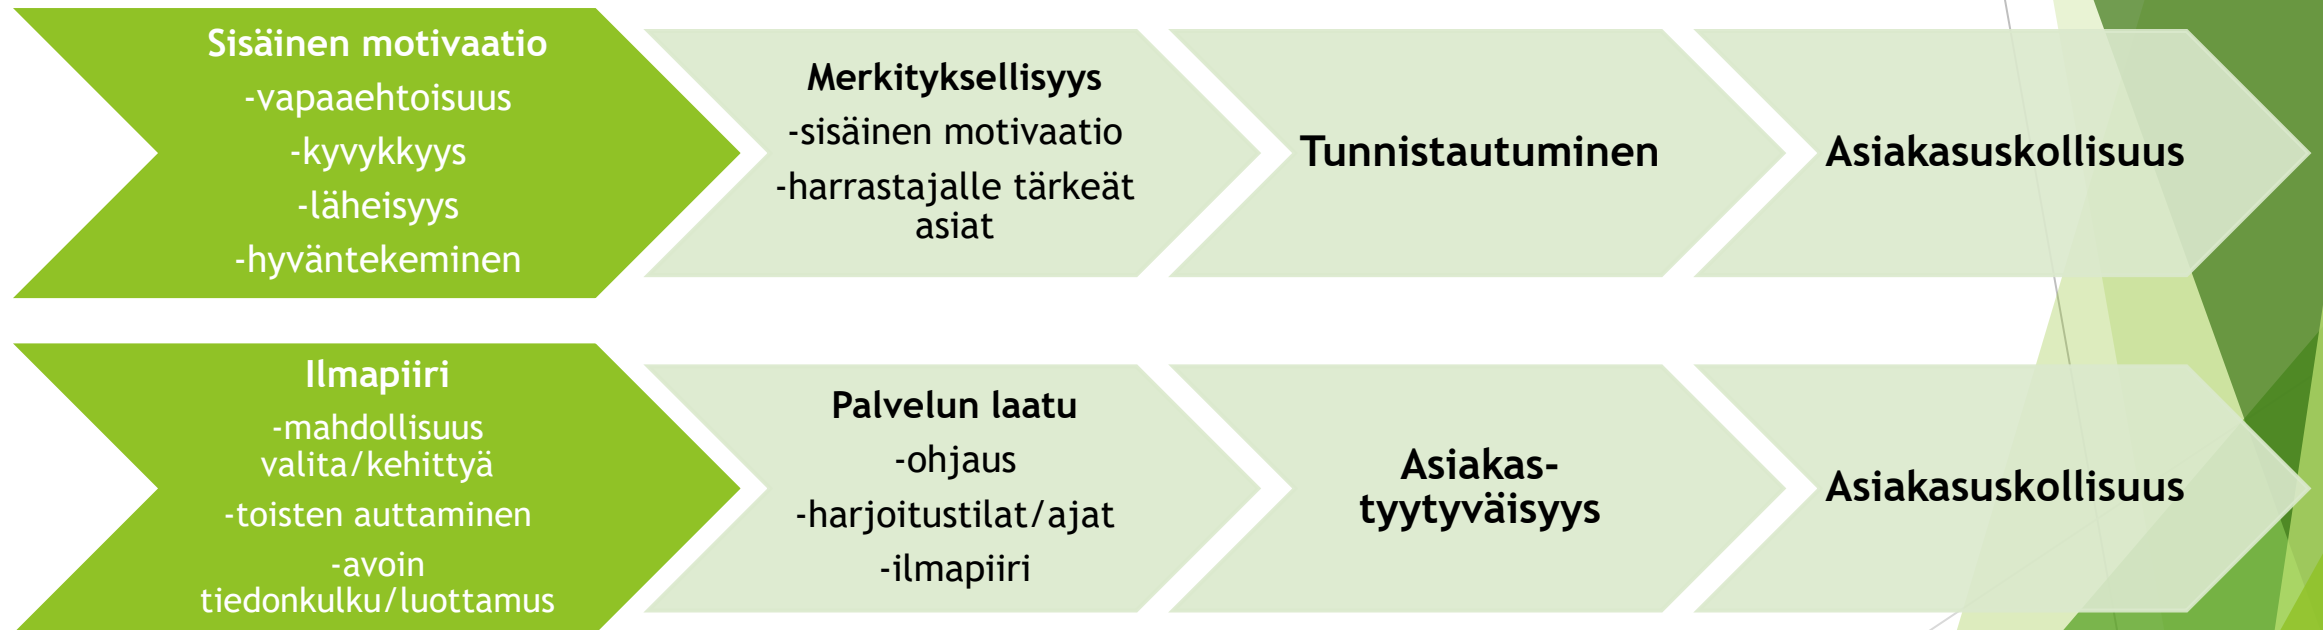 Sisäinen motivaatio
-vapaaehtoisuus
-kyvykkyys
-läheisyys
-hyväntekeminen
Merkityksellisyys
-sisäinen motivaatio
-harrastajalle tärkeät
asiat
Tunnistautuminen
Asiakasuskollisuus
Ilmapiiri
-mahdollisuus
valita/kehittyä
-toisten auttaminen
-avoin
tiedonkulku/luottamus
Palvelun laatu
-ohjaus
-harjoitustilat/ajat
-ilmapiiri
Asiakas-
tyytyväisyys
Asiakasuskollisuus